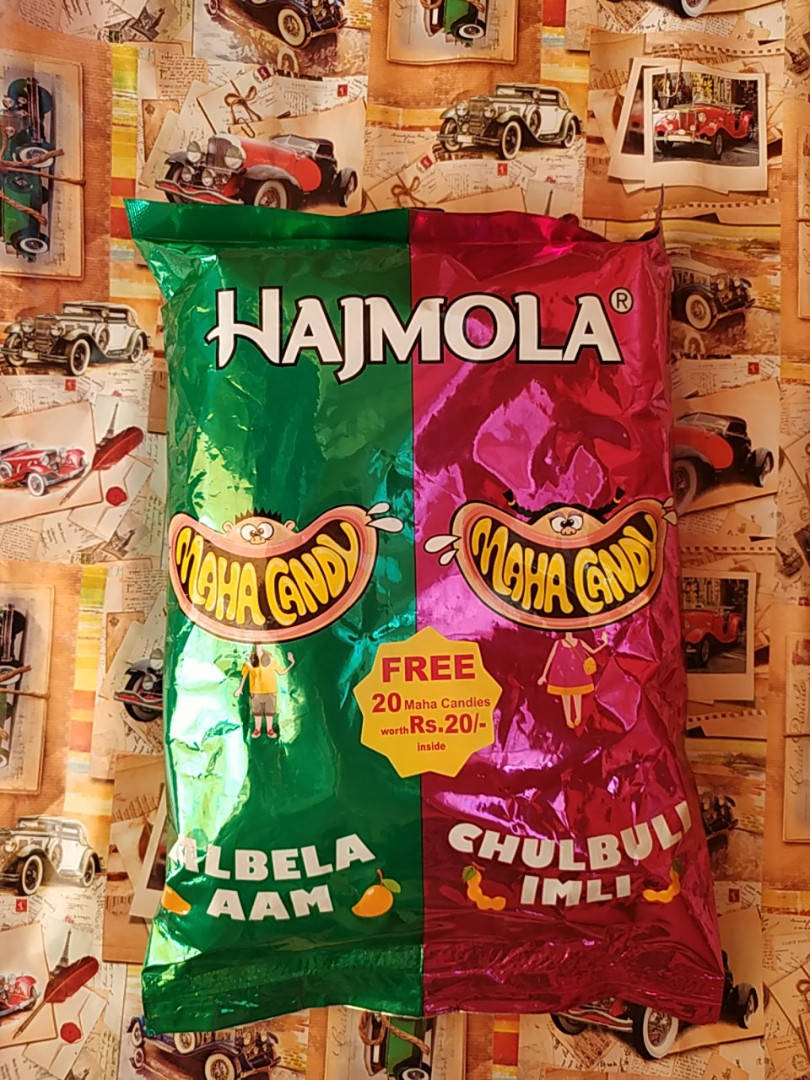 HAJMOLA®
MAHA CANDY
MAHA CANDY
FREE
20 Maha Candies
worth Rs.20/-
inside
ALBELA
AAM
CHULBULI
IMLI